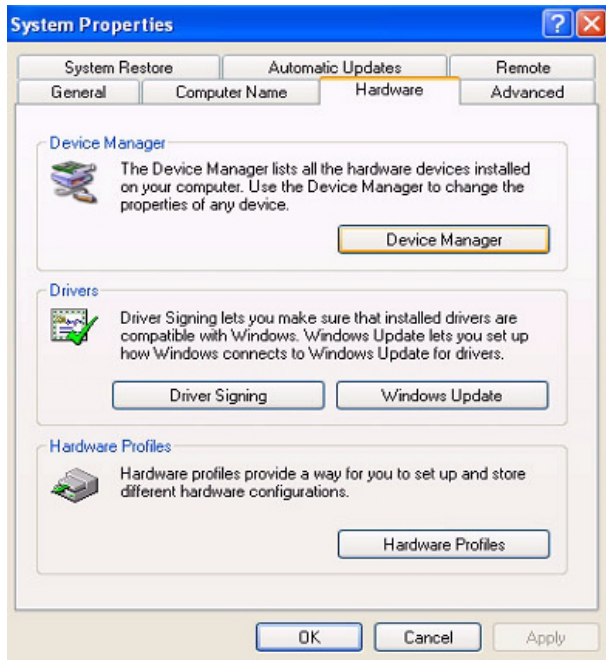 System Properties
System Restore Automatic Updates Remote
General Computer Name Hardware Advanced
Device Manager
The Device Manager lists all the hardware devices installed
on your computer. Use the Device Manager to change the
properties of any device.
Device Manager
Drivers
Driver Signing lets you make sure that installed drivers are
compatible with Windows. Windows Update lets you set up
how Windows connects to Windows Update for drivers.
Driver Signing Windows Update
Hardware Profiles
Hardware profiles provide a way for you to set up and store
different hardware configurations.
Hardware Profiles
OK Cancel Apply